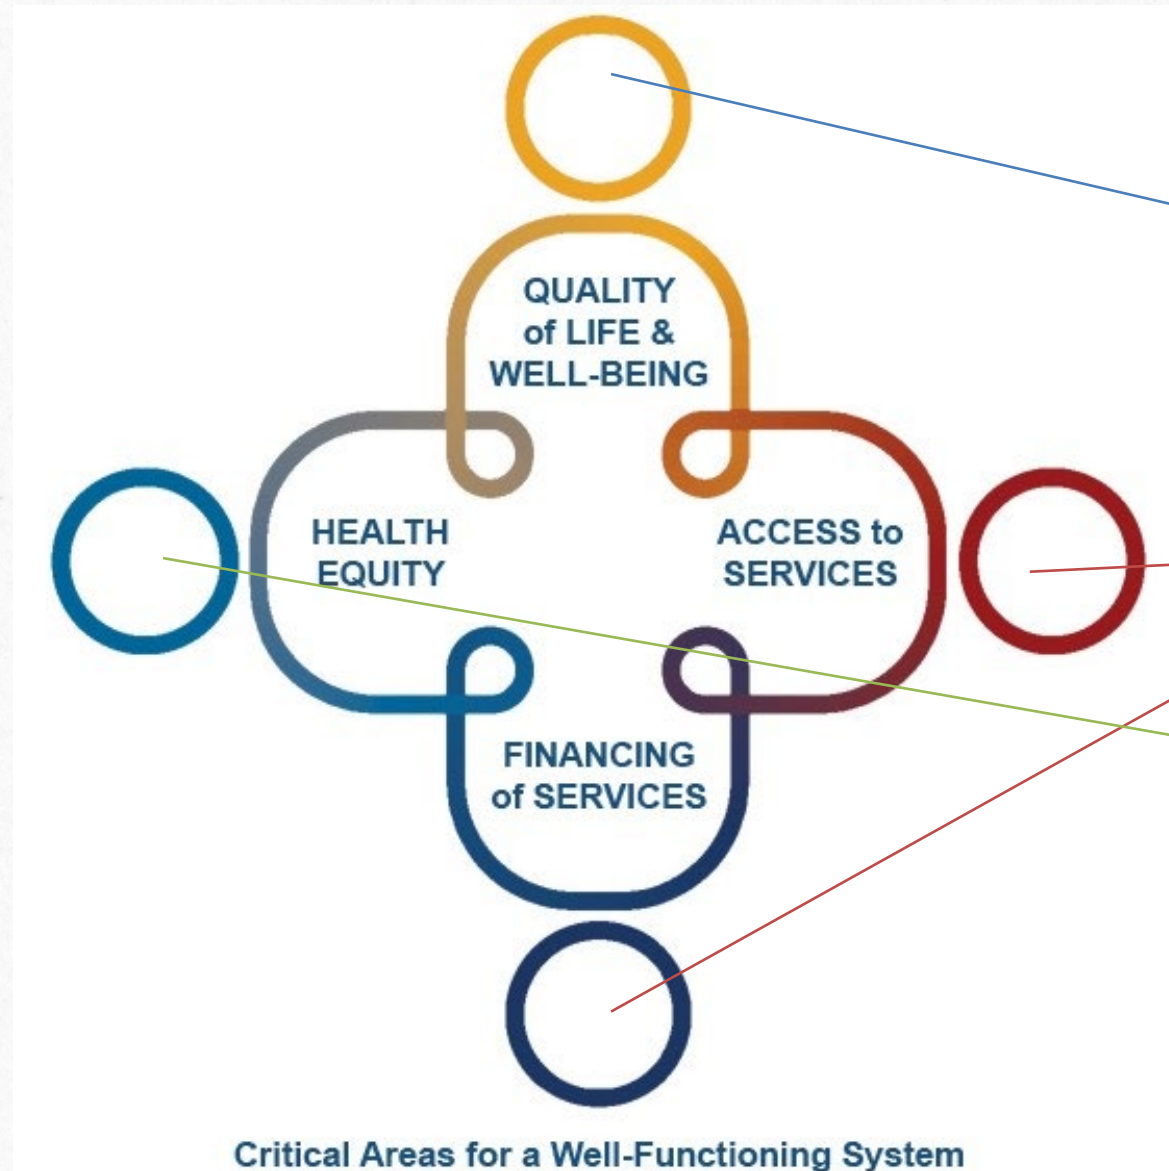 QUALITY
of LIFE &
WELL-BEING
HEALTH
EQUITY
ACCESS to
SERVICES
FINANCING
of SERVICES
Critical Areas for a Well-Functioning System